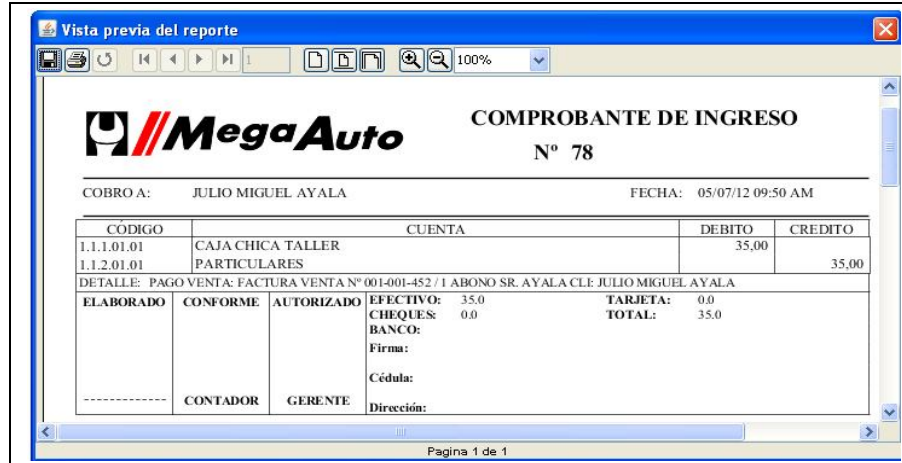 Vista previa del reporte
1
100%
MegaAuto
COMPROBANTE DE INGRESO
Nº 78
COBRO A: JULIO MIGUEL AYALA FECHA: 05/07/12 09:50 AM
CÓDIGO CUENTA DEBITO CREDITO
1.1.1.01.01 CAJA CHICA TALLER 35,00
1.1.2.01.01 PARTICULARES 35,00
DETALLE: PAGO VENTA: FACTURA VENTA Nº 001-001-452 / 1 ABONO SR. AYALA CLI: JULIO MIGUEL AYALA
ELABORADO CONFORME AUTORIZADO EFECTIVO: 35.0 TARJETA: 0.0
CHEQUES: 0.0 TOTAL: 35.0
BANCO:
Firma:
Cédula:
------------- CONTADOR GERENTE
Dirección:
Pagina 1 de 1